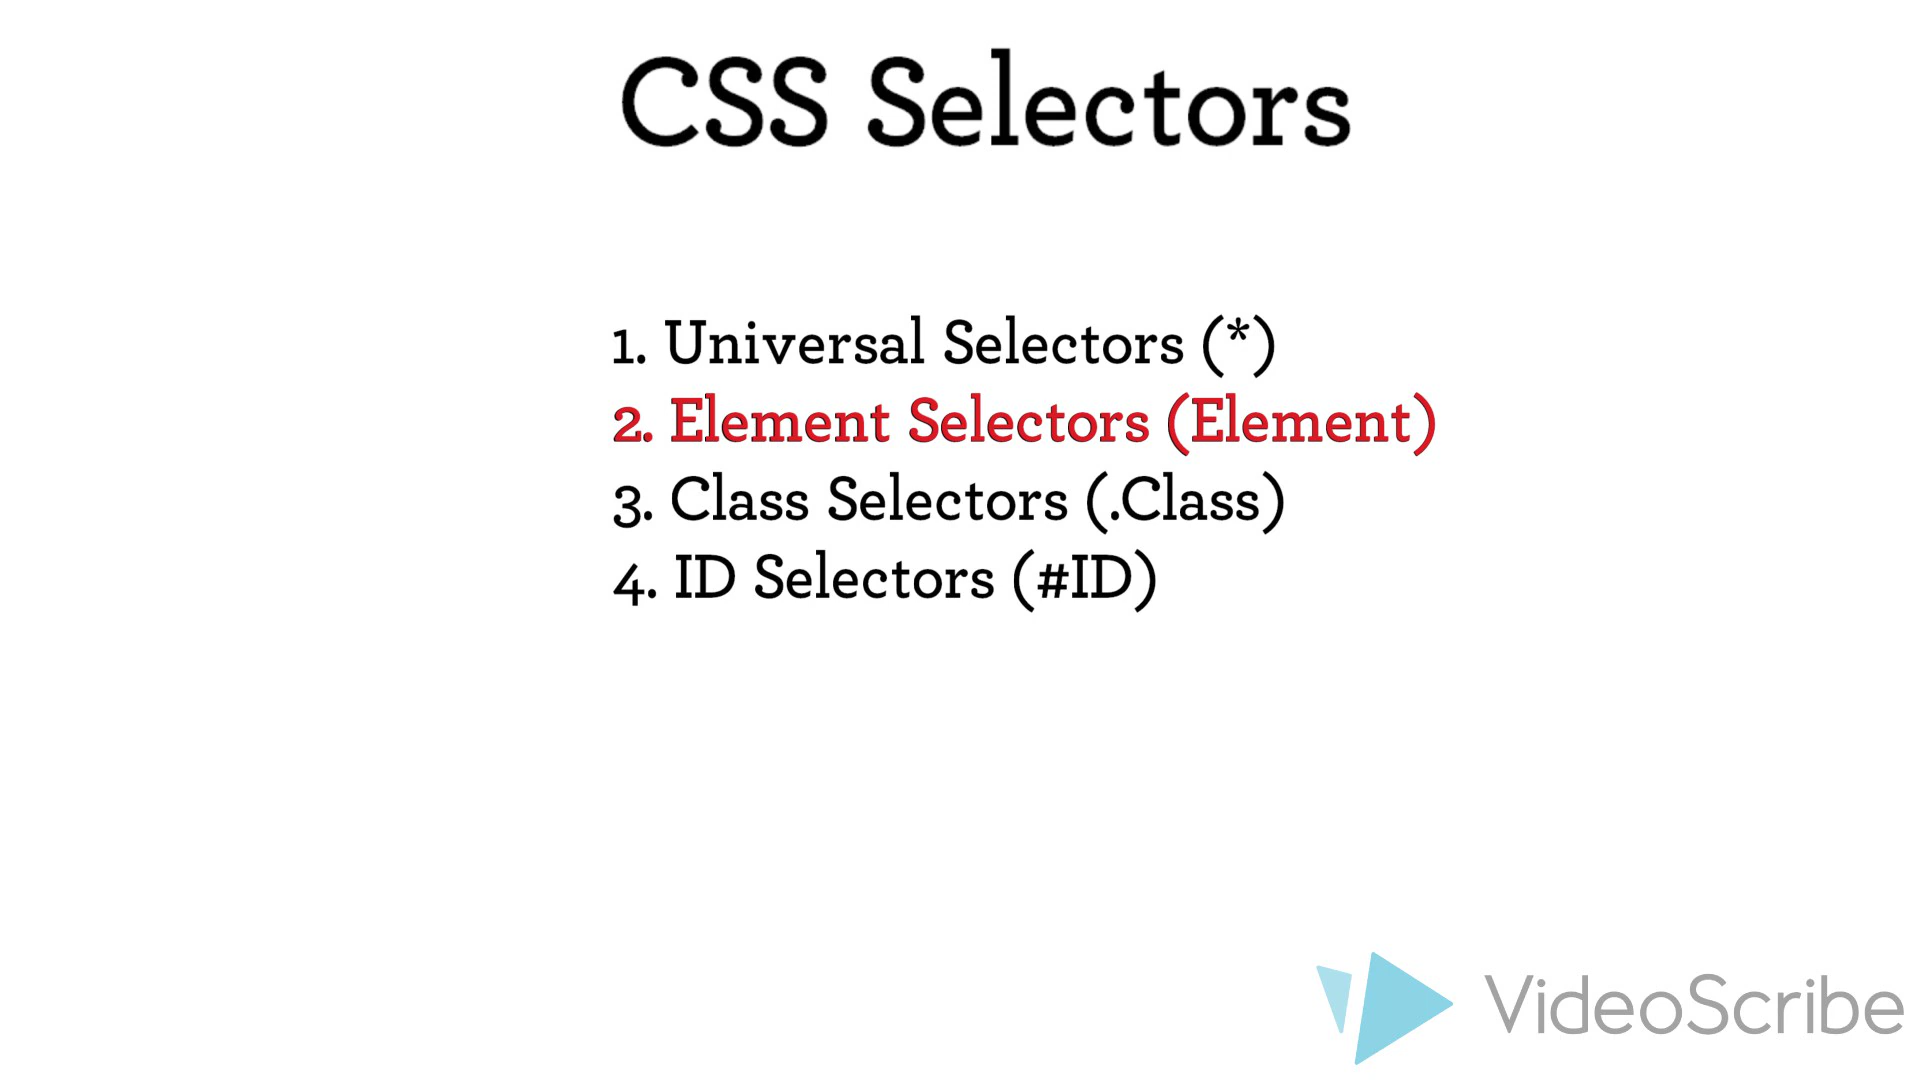 CSS Selectors
1. Universal Selectors (*)
2. Element Selectors (Element)
3. Class Selectors (.Class)
4. ID Selectors (#ID)
VideoScribe